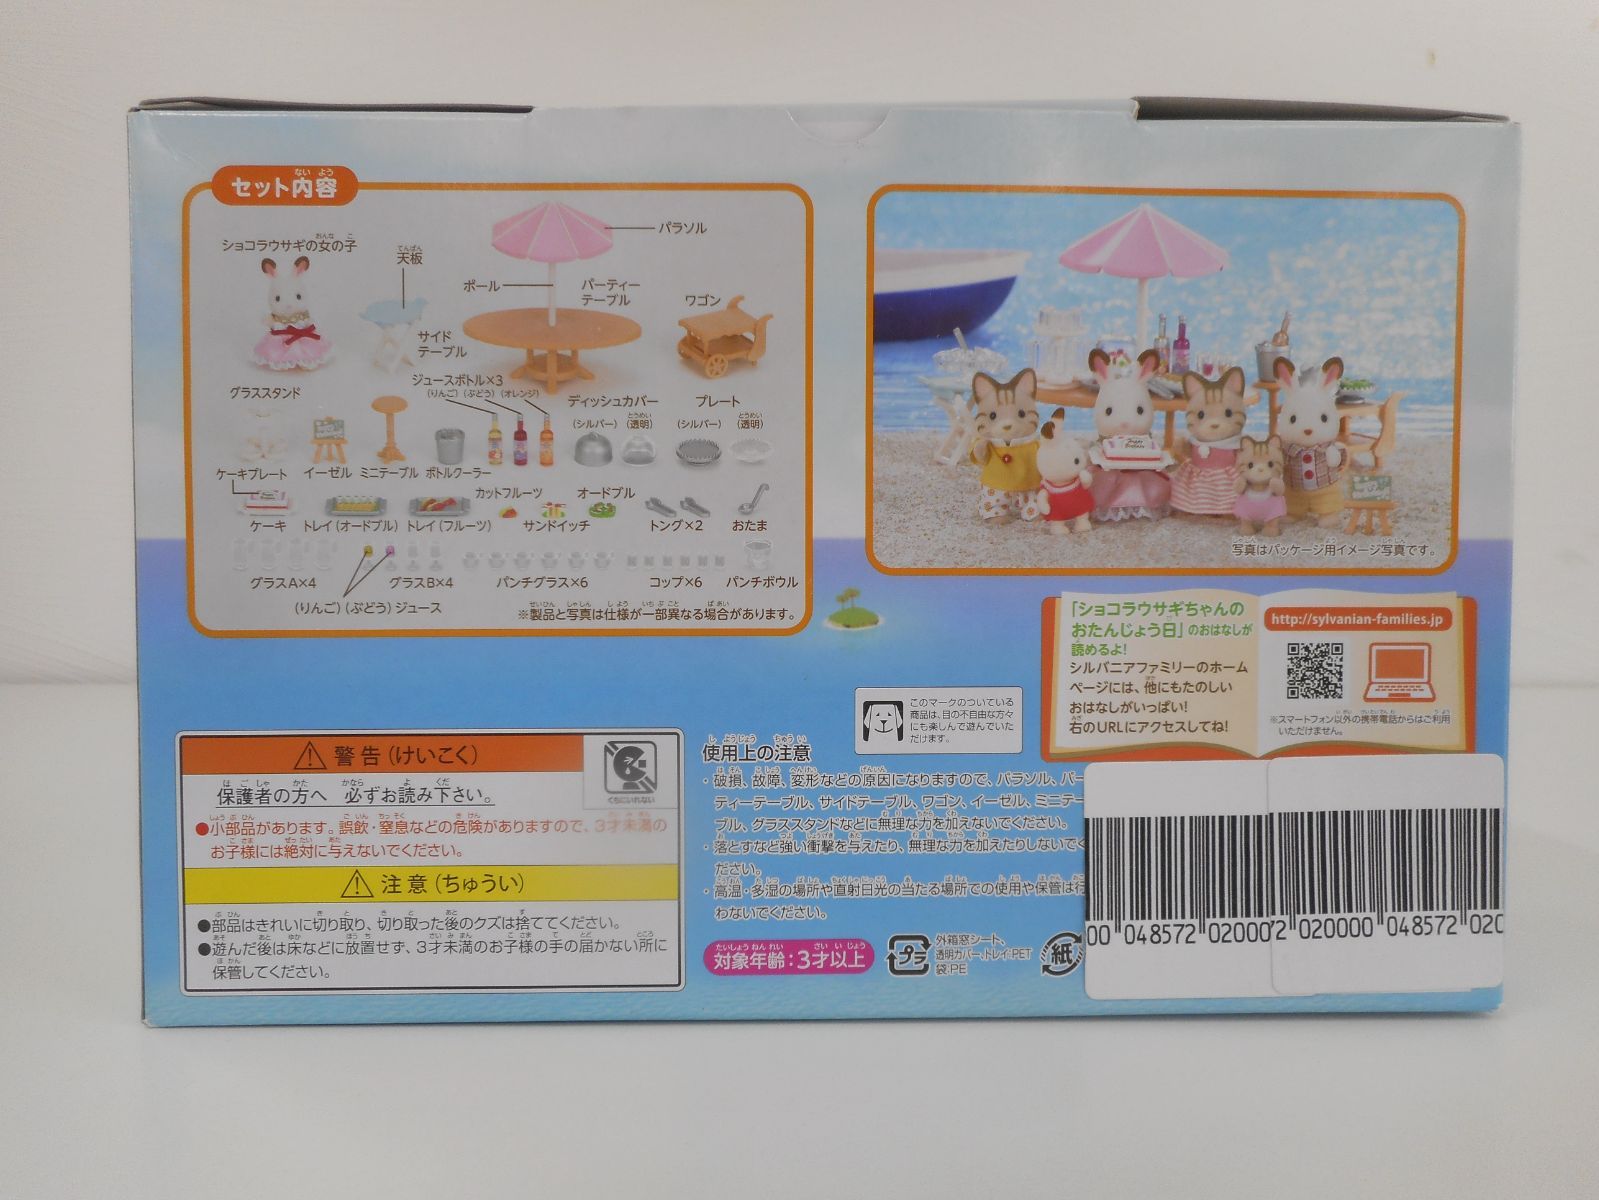 セット内容
ショコラウサギの女の子
天板
パラソル
ポール
パーティー
テーブル
ワゴン
サイド
テーブル
グラススタンド
ジュースボトル×3
(りんご)(ぶどう)(オレンジ)
ディッシュカバー
(シルバー)(透明)
プレート
(シルバー)(透明)
ケーキプレート
イーゼル
ミニテーブル
ボトルクーラー
カットフルーツ
オードブル
ケーキ
トレイ(オードブル)
トレイ(フルーツ)
サンドイッチ
トング×2
おたま
グラスA×4
グラスB×4
パンチグラス×6
コップ×6
パンチボウル
(りんご)(ぶどう)ジュース
※製品と写真は仕様が一部異なる場合があります。
写真はパッケージ用イメージ写真です。
「ショコラウサギちゃんの
おたんじょう日」のおはなしが
読めるよ!
シルバニアファミリーのホーム
ページには、他にもたのしい
おはなしがいっぱい!
右のURLにアクセスしてね!
http://sylvanian-families.jp
※スマートフォン以外の携帯電話からはご利用
いただけません。
このマークのついている
商品は、目の不自由な方々
にも楽しんで遊んでいた
だけます。
警告(けいこく)
くちにいれない
保護者の方へ 必ずお読み下さい。
●小部品があります。誤飲・窒息などの危険がありますので、3才未満の
お子様には絶対に与えないでください。
注意(ちゅうい)
●部品はきれいに切り取り、切り取った後のクズは捨ててください。
●遊んだ後は床などに放置せず、3才未満のお子様の手の届かない所に
保管してください。
使用上の注意
・破損、故障、変形などの原因になりますので、パラソル、パー
ティーテーブル、サイドテーブル、ワゴン、イーゼル、ミニテー
ブル、グラススタンドなどに無理な力を加えないでください。
・落とすなど強い衝撃を与えたり、無理な力を加えたりしないでく
ださい。
・高温・多湿の場所や直射日光の当たる場所での使用や保管は行
わないでください。
対象年齢:3才以上
プラ
外箱窓シート、
透明カバー、トレイ:PET
袋:PE
紙
00 048572 020000
72 020000 048572 020